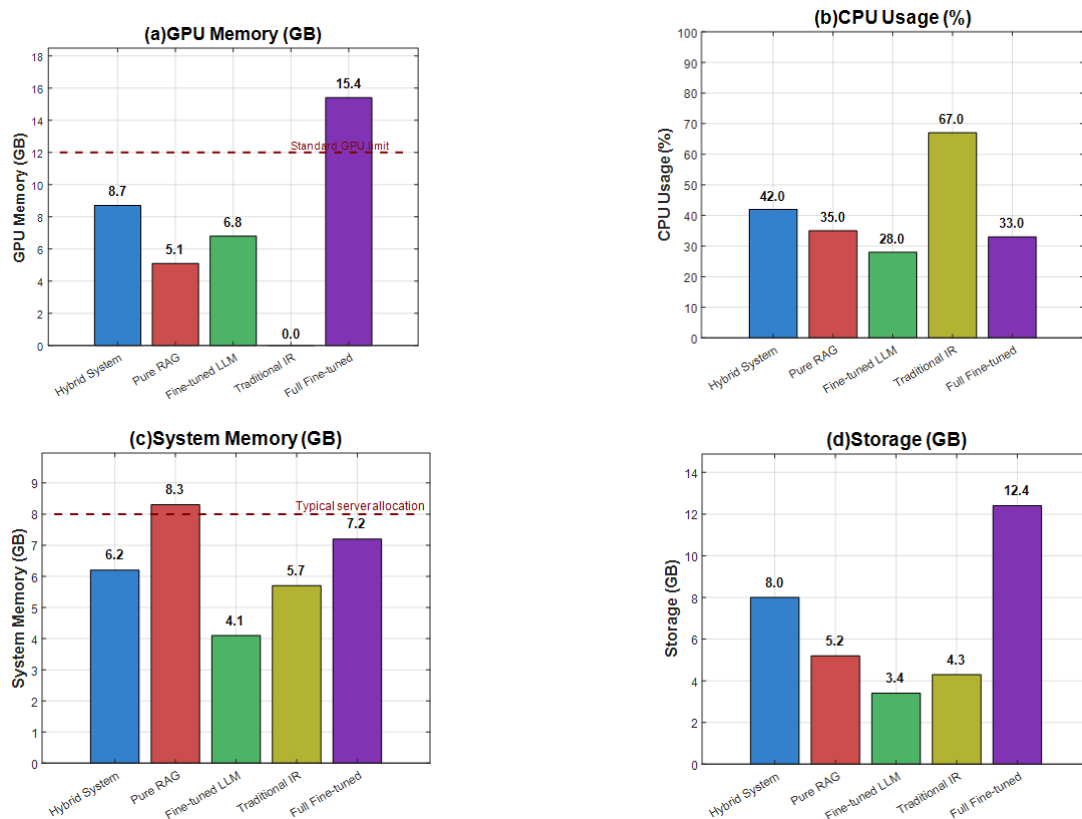 (a)GPU Memory (GB)
GPU Memory (GB)
18
16
14
12
10
8
6
4
2
0
Standard GPU limit
8.7
5.1
6.8
0.0
15.4
Hybrid System
Pure RAG
Fine-tuned LLM
Traditional IR
Full Fine-tuned
(b)CPU Usage (%)
CPU Usage (%)
100
90
80
70
60
50
40
30
20
10
0
42.0
35.0
28.0
67.0
33.0
Hybrid System
Pure RAG
Fine-tuned LLM
Traditional IR
Full Fine-tuned
(c)System Memory (GB)
System Memory (GB)
9
8
7
6
5
4
3
2
1
0
Typical server allocation
6.2
8.3
4.1
5.7
7.2
Hybrid System
Pure RAG
Fine-tuned LLM
Traditional IR
Full Fine-tuned
(d)Storage (GB)
Storage (GB)
14
12
10
8
6
4
2
0
8.0
5.2
3.4
4.3
12.4
Hybrid System
Pure RAG
Fine-tuned LLM
Traditional IR
Full Fine-tuned